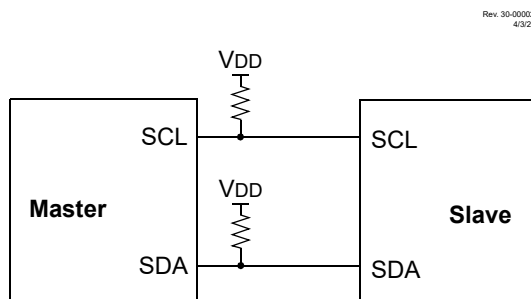 Rev. 30-0000
4/3/2
VDD
SCL
SCL
VDD
Master
Slave
SDA
SDA